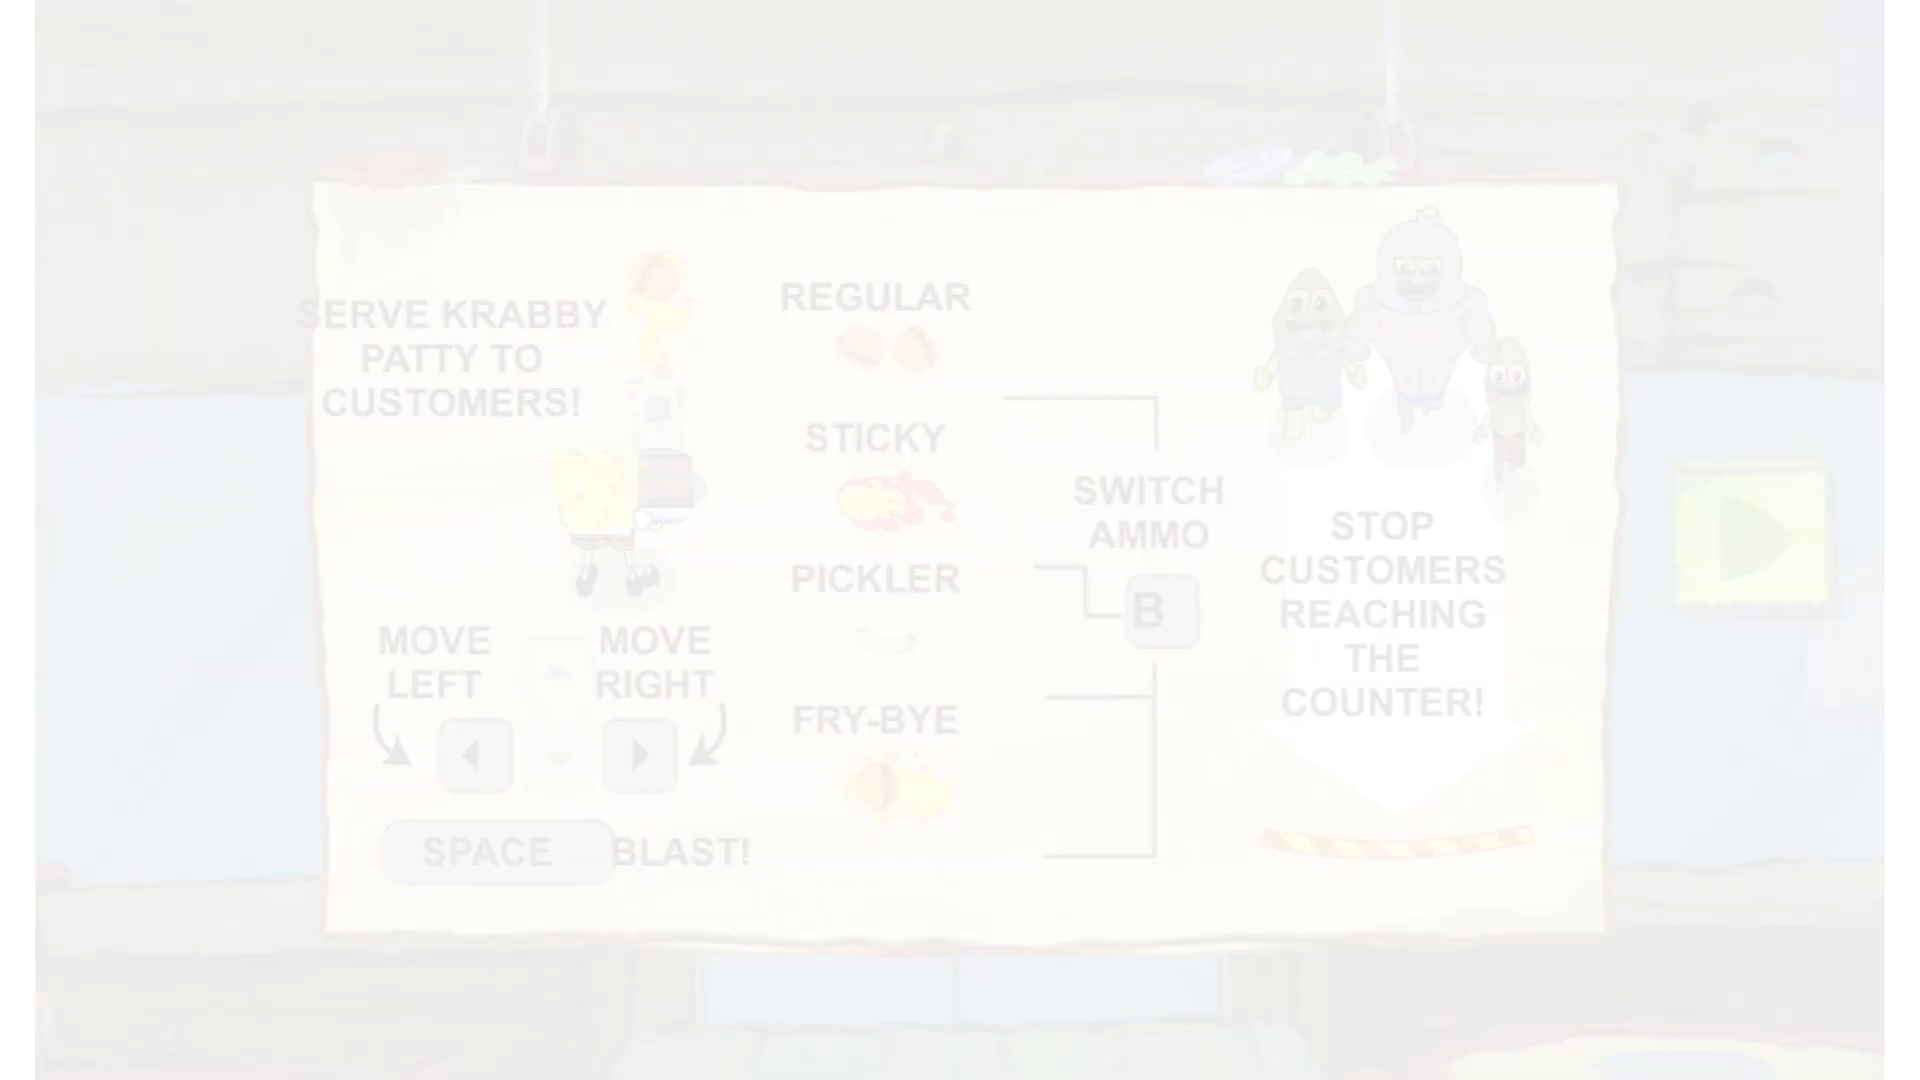 SERVE KRABBY
PATTY TO
CUSTOMERS!
MOVE
LEFT
MOVE
RIGHT
SPACE
BLAST!
REGULAR
STICKY
PICKLER
FRY-BYE
SWITCH
AMMO
B
STOP
CUSTOMERS
REACHING
THE
COUNTER!